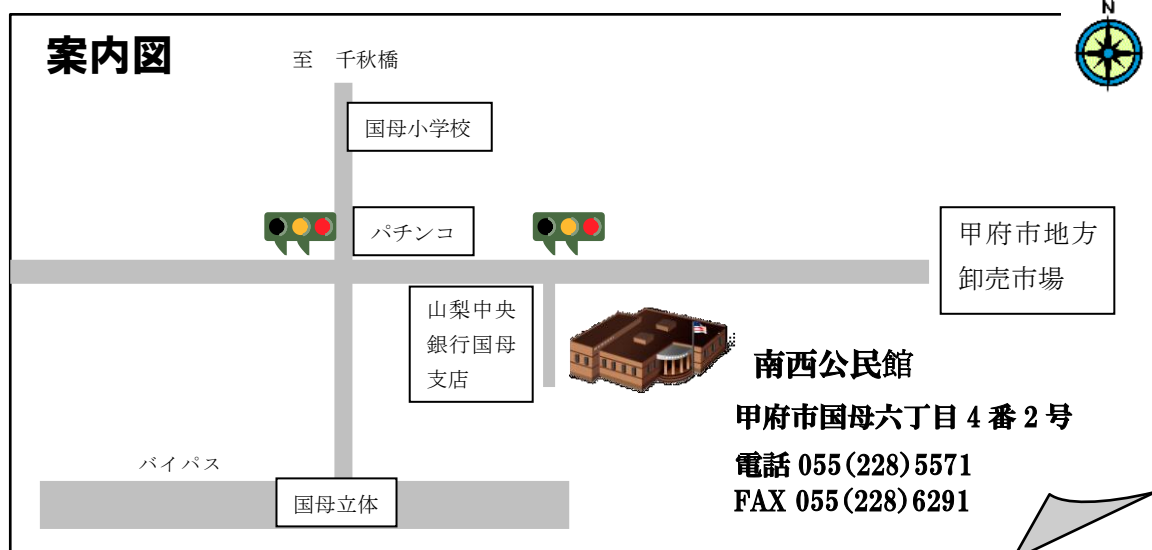 N
案内図
至　千秋橋
国母小学校
パチンコ
甲府市地方
卸売市場
山梨中央
銀行国母
支店
南西公民館
甲府市国母六丁目 4 番 2 号
電話 055(228)5571
FAX 055(228)6291
バイパス
国母立体